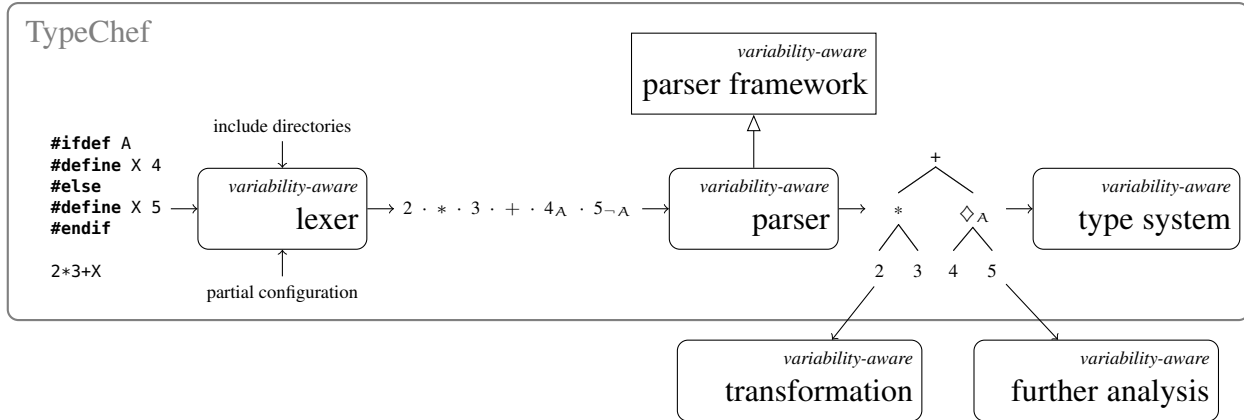 TypeChef
variability-aware
parser framework
#ifdef A
#define X 4
#else
#define X 5
#endif
2*3+X
include directories
variability-aware
lexer
partial configuration
2 · * · 3 · + · 4A · 5¬A
variability-aware
parser
+
* ◇A
2 3 4 5
variability-aware
type system
variability-aware
transformation
variability-aware
further analysis